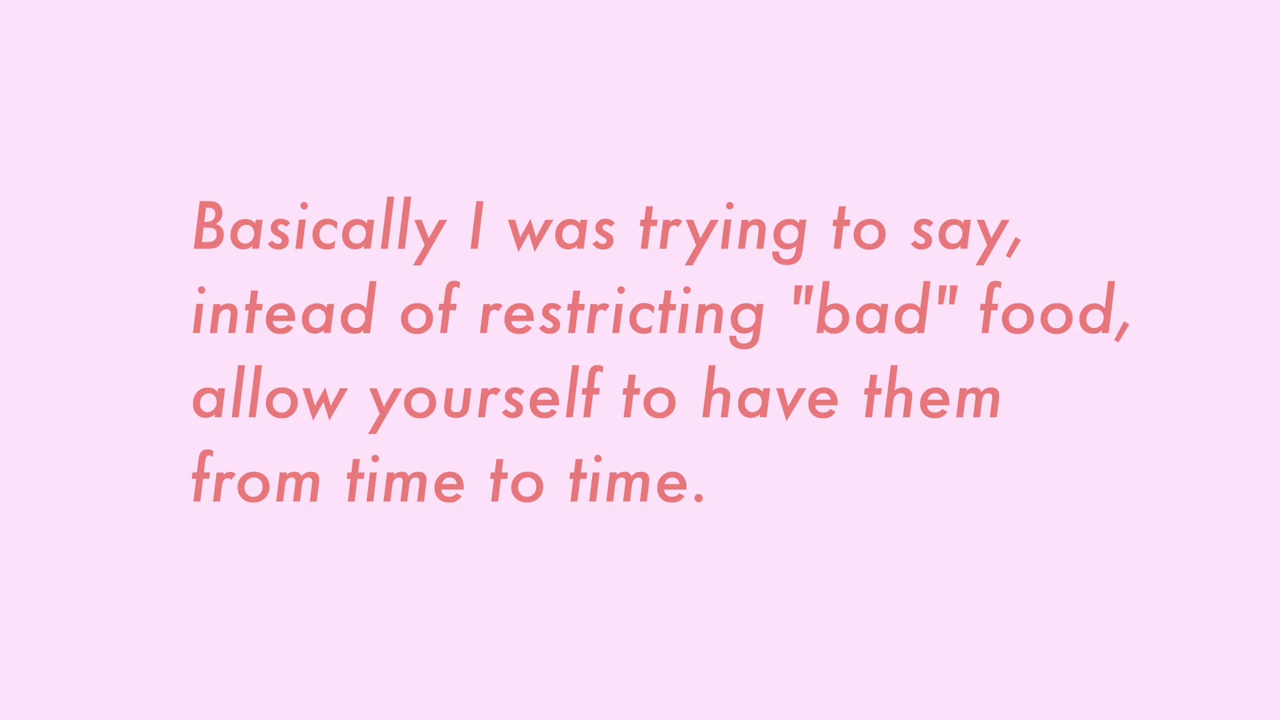 Basically I was trying to say,
intead of restricting "bad" food,
allow yourself to have them
from time to time.